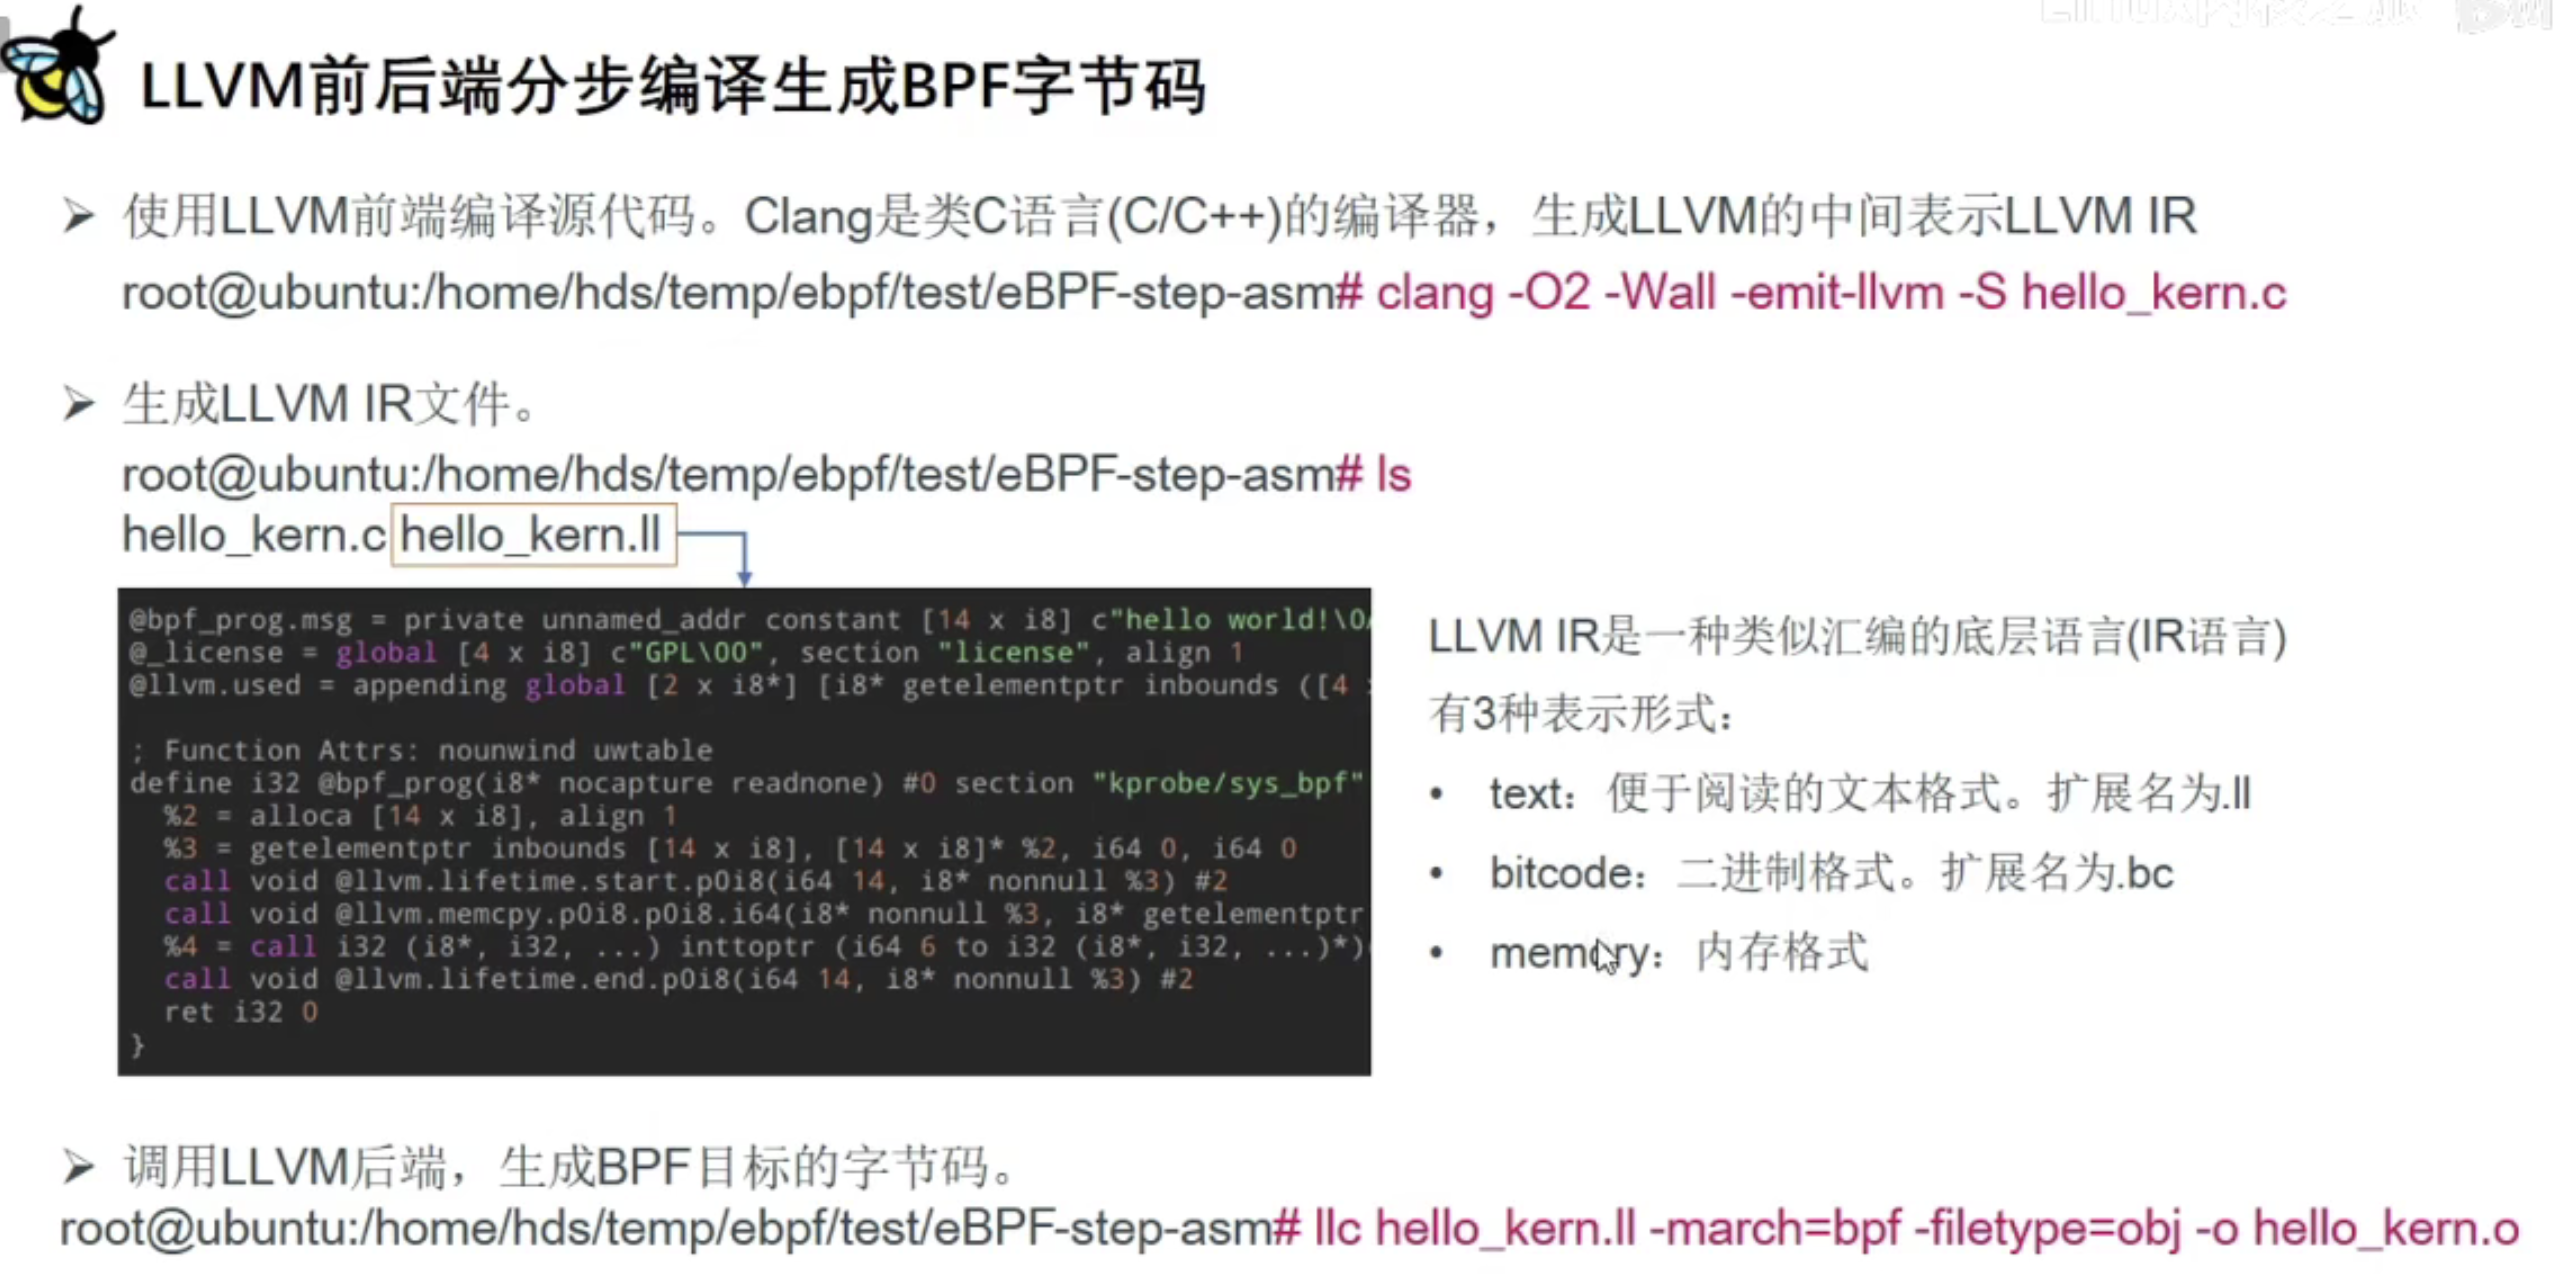 LLVM前后端分步编译生成BPF字节码
➢ 使用LLVM前端编译源代码。Clang是类C语言(C/C++)的编译器，生成LLVM的中间表示LLVM IR
root@ubuntu:/home/hds/temp/ebpf/test/eBPF-step-asm# clang -O2 -Wall -emit-llvm -S hello_kern.c
➢ 生成LLVM IR文件。
root@ubuntu:/home/hds/temp/ebpf/test/eBPF-step-asm# ls
hello_kern.c hello_kern.ll
@bpf_prog.msg = private unnamed_addr constant [14 x i8] c"hello world!\0
@_license = global [4 x i8] c"GPL\00", section "license", align 1
@llvm.used = appending global [2 x i8*] [i8* getelementptr inbounds ([4
; Function Attrs: nounwind uwtable
define i32 @bpf_prog(i8* nocapture readnone) #0 section "kprobe/sys_bpf"
%2 = alloca [14 x i8], align 1
%3 = getelementptr inbounds [14 x i8], [14 x i8]* %2, i64 0, i64 0
call void @llvm.lifetime.start.p0i8(i64 14, i8* nonnull %3) #2
call void @llvm.memcpy.p0i8.p0i8.i64(i8* nonnull %3, i8* getelementptr
%4 = call i32 (i8*, i32, ...) inttoptr (i64 6 to i32 (i8*, i32, ...)*)
call void @llvm.lifetime.end.p0i8(i64 14, i8* nonnull %3) #2
ret i32 0
}
LLVM IR是一种类似汇编的底层语言(IR语言)
有3种表示形式：
• text：便于阅读的文本格式。扩展名为.ll
• bitcode：二进制格式。扩展名为.bc
• memory：内存格式
➢ 调用LLVM后端，生成BPF目标的字节码。
root@ubuntu:/home/hds/temp/ebpf/test/eBPF-step-asm# llc hello_kern.ll -march=bpf -filetype=obj -o hello_kern.o